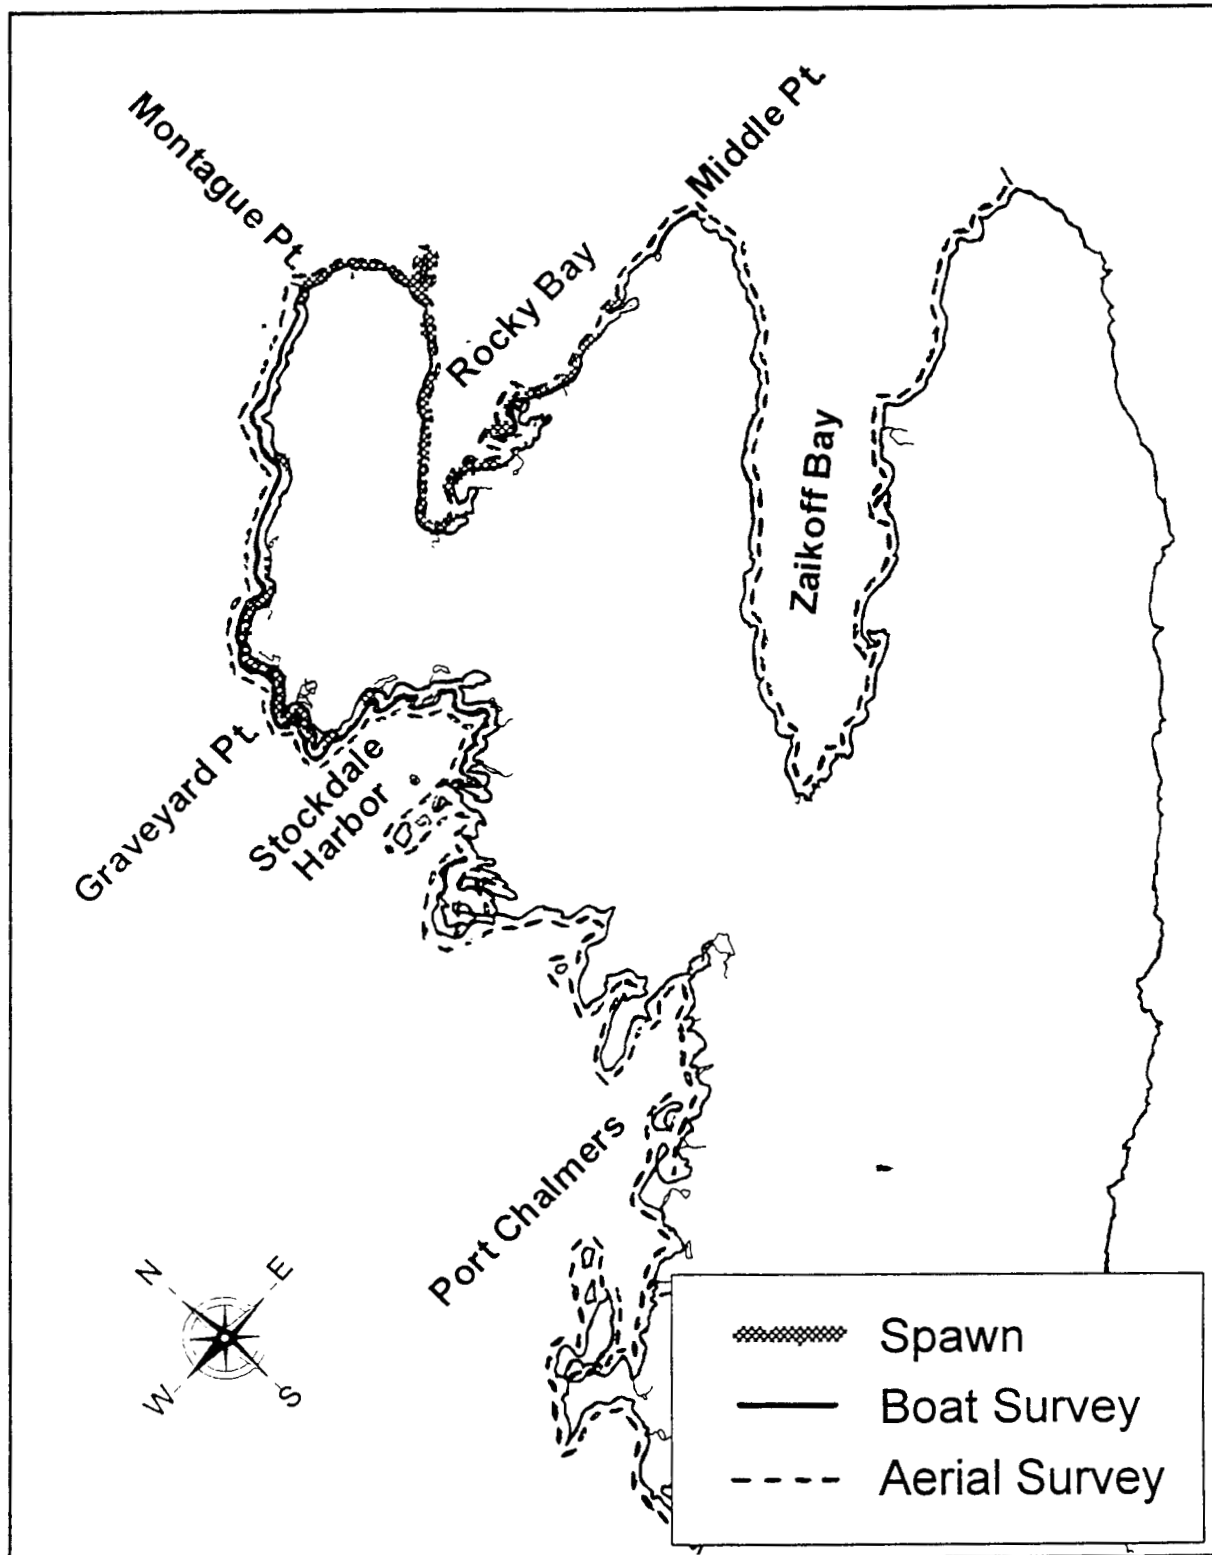 Montague Pt.
Middle Pt.
Rocky Bay
Zaikoff Bay
Graveyard Pt.
Stockdale
Harbor
Port Chalmers
N
E
W
S
Spawn
Boat Survey
Aerial Survey